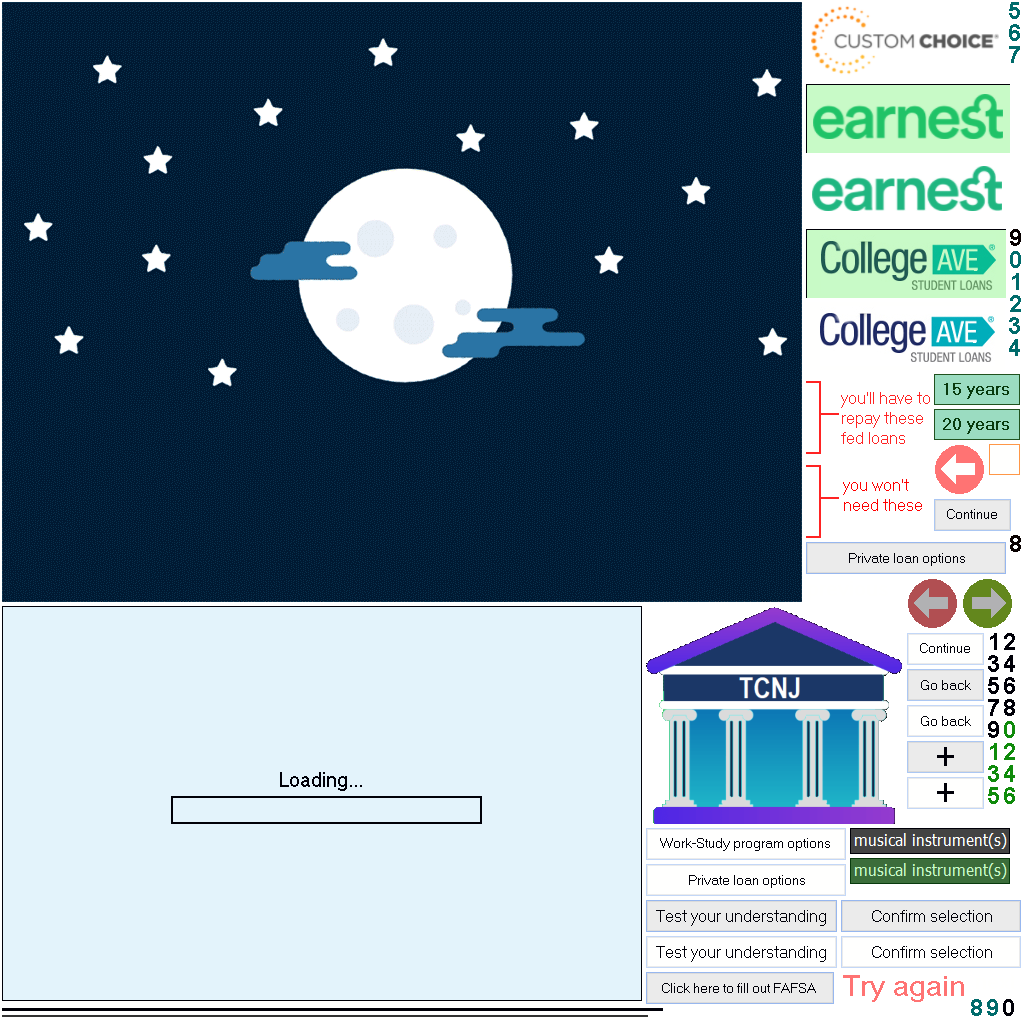 CUSTOM CHOICE®
5
6
7
earnest
earnest
College AVE®
STUDENT LOANS
9
0
1
2
3
4
College AVE®
STUDENT LOANS
you'll have to
repay these
fed loans
15 years
20 years
you won't
need these
Continue
8
Private loan options
Continue
Go back
Go back
+
+
12
34
56
78
90
12
34
56
TCNJ
Loading...
Work-Study program options
musical instrument(s)
Private loan options
musical instrument(s)
Test your understanding
Confirm selection
Test your understanding
Confirm selection
Click here to fill out FAFSA
Try again
890